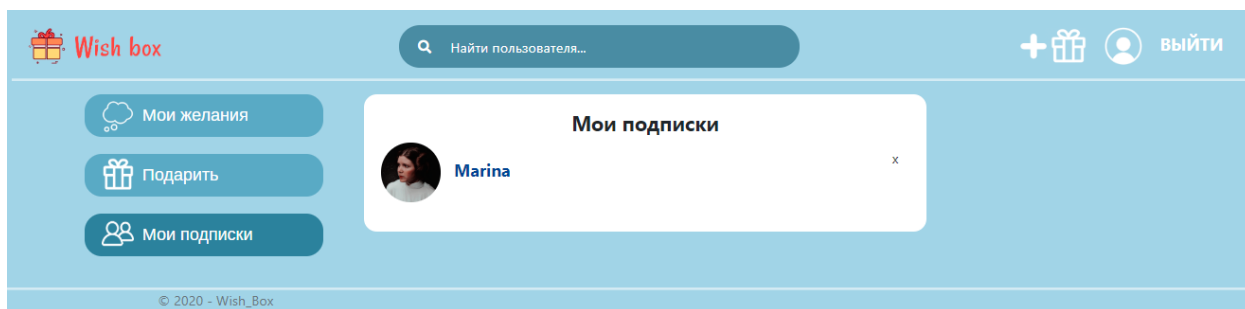 Wish box
Найти пользователя...
выйти
Мои желания
Подарить
Мои подписки
Мои подписки
Marina
x
© 2020 - Wish_Box